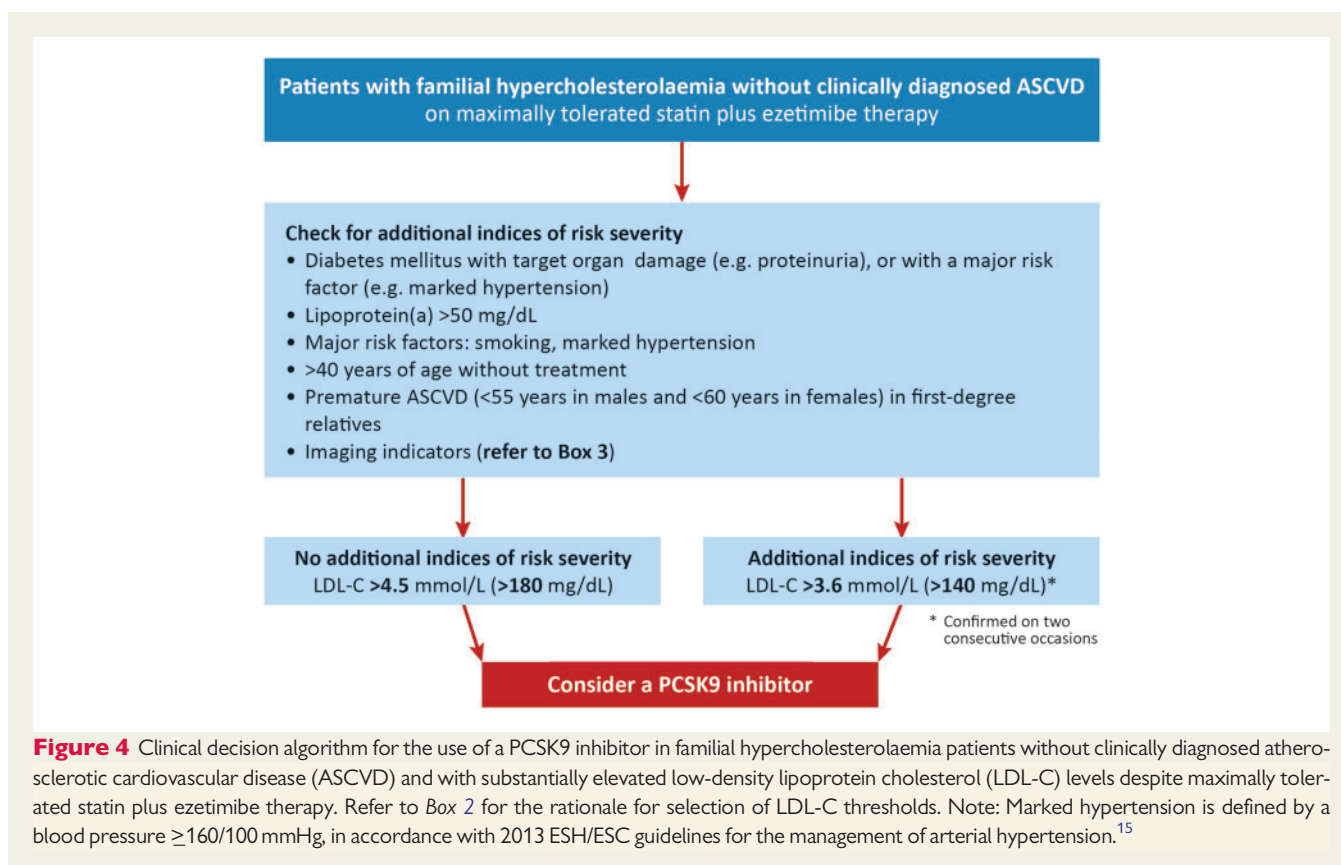 Patients with familial hypercholesterolaemia without clinically diagnosed ASCVD
on maximally tolerated statin plus ezetimibe therapy
Check for additional indices of risk severity
• Diabetes mellitus with target organ damage (e.g. proteinuria), or with a major risk
factor (e.g. marked hypertension)
• Lipoprotein(a) >50 mg/dL
• Major risk factors: smoking, marked hypertension
• >40 years of age without treatment
• Premature ASCVD (<55 years in males and <60 years in females) in first-degree
relatives
• Imaging indicators (refer to Box 3)
No additional indices of risk severity
LDL-C >4.5 mmol/L (>180 mg/dL)
Additional indices of risk severity
LDL-C >3.6 mmol/L (>140 mg/dL)*
* Confirmed on two
consecutive occasions
Consider a PCSK9 inhibitor
Figure 4 Clinical decision algorithm for the use of a PCSK9 inhibitor in familial hypercholesterolaemia patients without clinically diagnosed athero-
sclerotic cardiovascular disease (ASCVD) and with substantially elevated low-density lipoprotein cholesterol (LDL-C) levels despite maximally toler-
ated statin plus ezetimibe therapy. Refer to Box 2 for the rationale for selection of LDL-C thresholds. Note: Marked hypertension is defined by a
blood pressure ≥160/100 mmHg, in accordance with 2013 ESH/ESC guidelines for the management of arterial hypertension.15